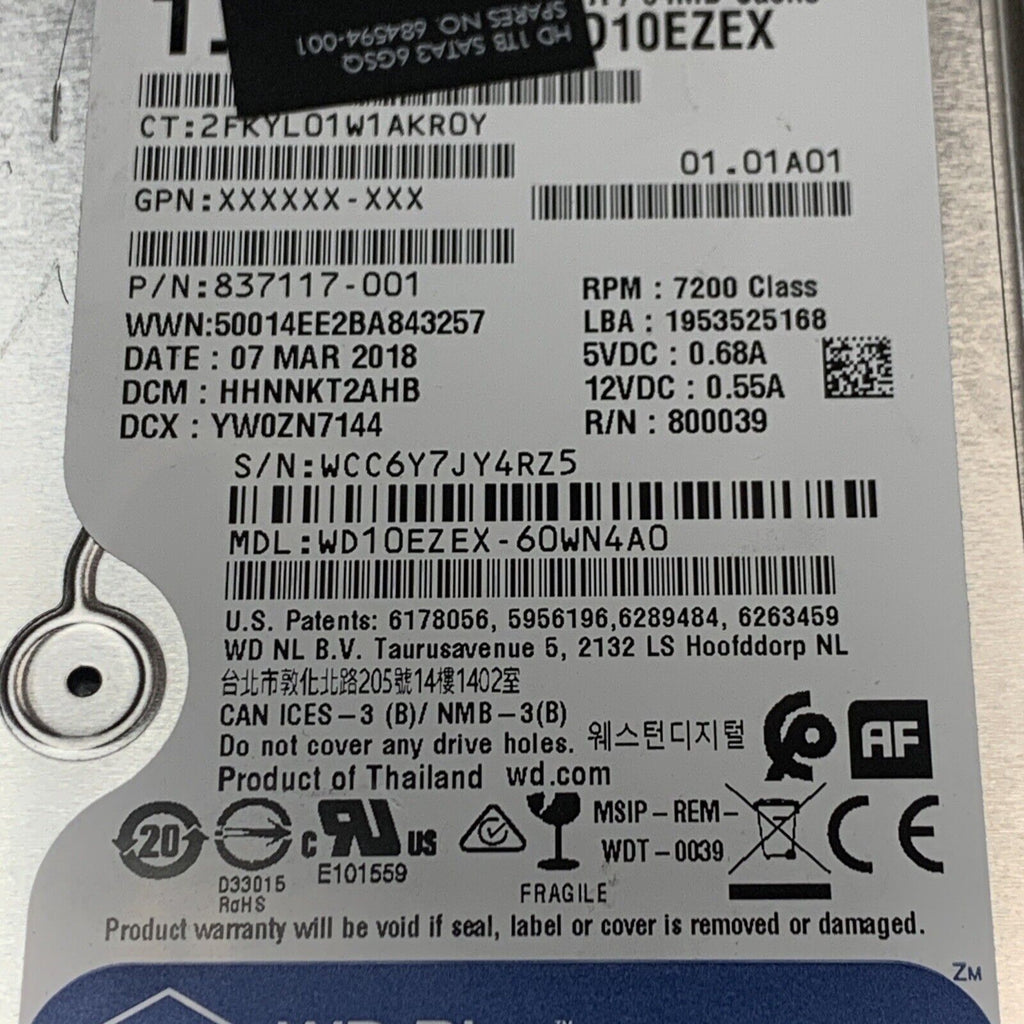 HD 1TB SATA3 6GSQ
SPARES NO. 684594-001
D10EZEX
CT:2FKYL01W1AKR0Y
01.01A01
GPN:XXXXXX-XXX
P/N:837117-001
WWN:50014EE2BA843257
DATE : 07 MAR 2018
DCM : HHNNKT2AHB
DCX : YW0ZN7144
RPM : 7200 Class
LBA : 1953525168
5VDC : 0.68A
12VDC : 0.55A
R/N : 800039
S/N:WCC6Y7JY4RZ5
MDL:WD10EZEX-60WN4A0
U.S. Patents: 6178056, 5956196,6289484, 6263459
WD NL B.V. Taurusavenue 5, 2132 LS Hoofddorp NL
台北市敦化北路205號14樓1402室
CAN ICES-3 (B)/ NMB-3(B)
Do not cover any drive holes.
웨스턴디지털
AF
Product of Thailand wd.com
20
D33015
RoHS
c RU US
E101559
FRAGILE
MSIP-REM-
WDT-0039
CE
Product warranty will be void if seal, label or cover is removed or damaged.
ZM